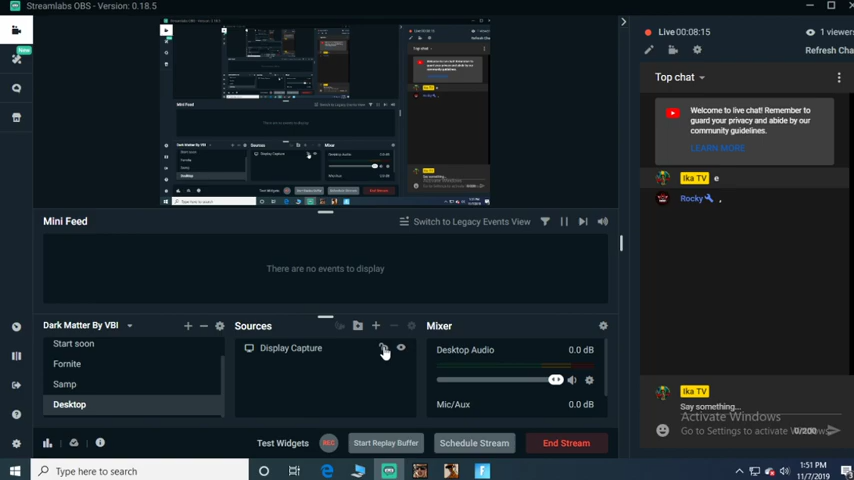 Streamlabs OBS - Version: 0.18.5
New
Live 00:08:15
1 viewers
Refresh Cha
Top chat
Welcome to live chat! Remember to
guard your privacy and abide by our
community guidelines.
LEARN MORE
Ika TV e
Rocky ,
Mini Feed
Switch to Legacy Events View
There are no events to display
Dark Matter By VBI
Sources
Mixer
Start soon
Fornite
Samp
Desktop
Display Capture
Desktop Audio 0.0 dB
Mic/Aux 0.0 dB
Ika TV
Say something...
0/200
Activate Windows
Go to Settings to activate Windows.
Test Widgets
REC
Start Replay Buffer
Schedule Stream
End Stream
Type here to search
1:51 PM
11/7/2019
3